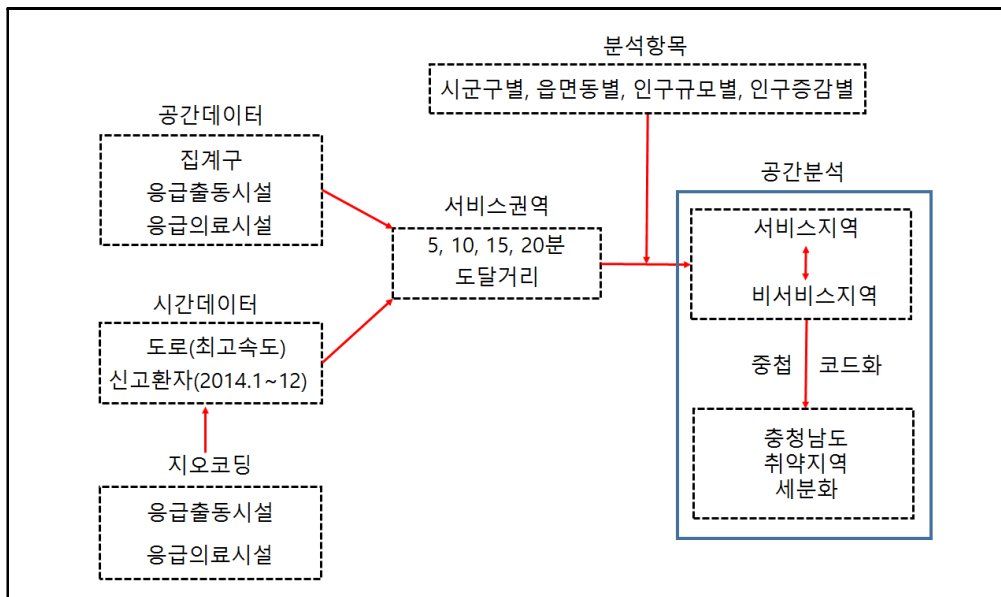 분석항목
시군구별, 읍면동별, 인구규모별, 인구증감별
공간데이터
집계구
응급출동시설
응급의료시설
서비스권역
5, 10, 15, 20분
도달거리
시간데이터
도로(최고속도)
신고환자(2014.1~12)
지오코딩
응급출동시설
응급의료시설
공간분석
서비스지역
비서비스지역
중첩 코드화
충청남도
취약지역
세분화